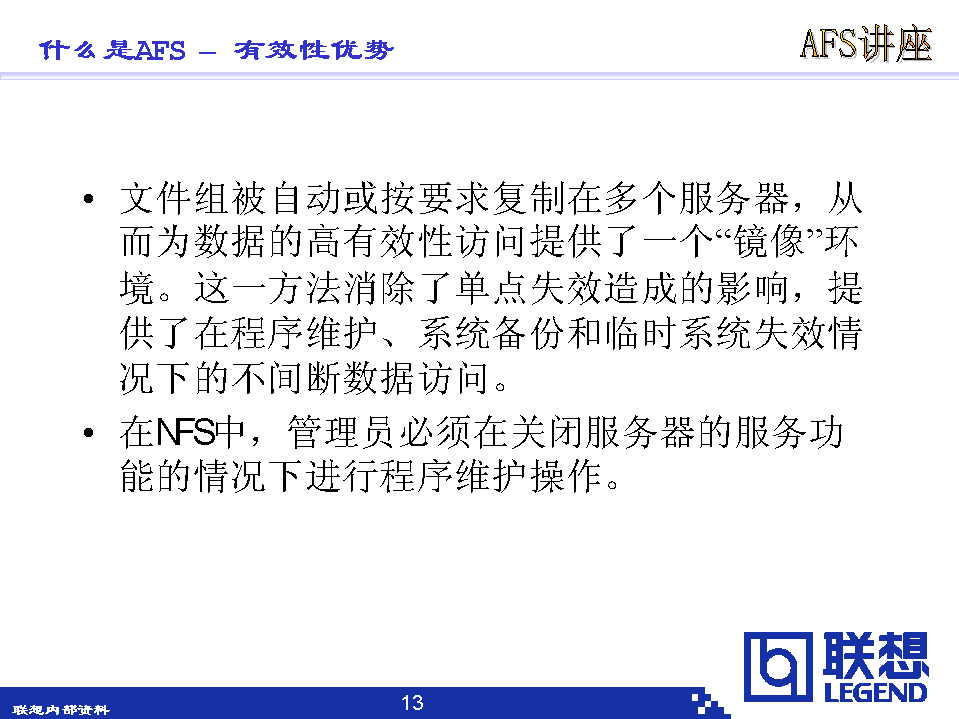 什么是AFS – 有效性优势
AFS讲座
• 文件组被自动或按要求复制在多个服务器，从
而为数据的高有效性访问提供了一个“镜像”环
境。这一方法消除了单点失效造成的影响，提
供了在程序维护、系统备份和临时系统失效情
况下的不间断数据访问。
• 在NFS中，管理员必须在关闭服务器的服务功
能的情况下进行程序维护操作。
联想
LEGEND
联想内部资料
13